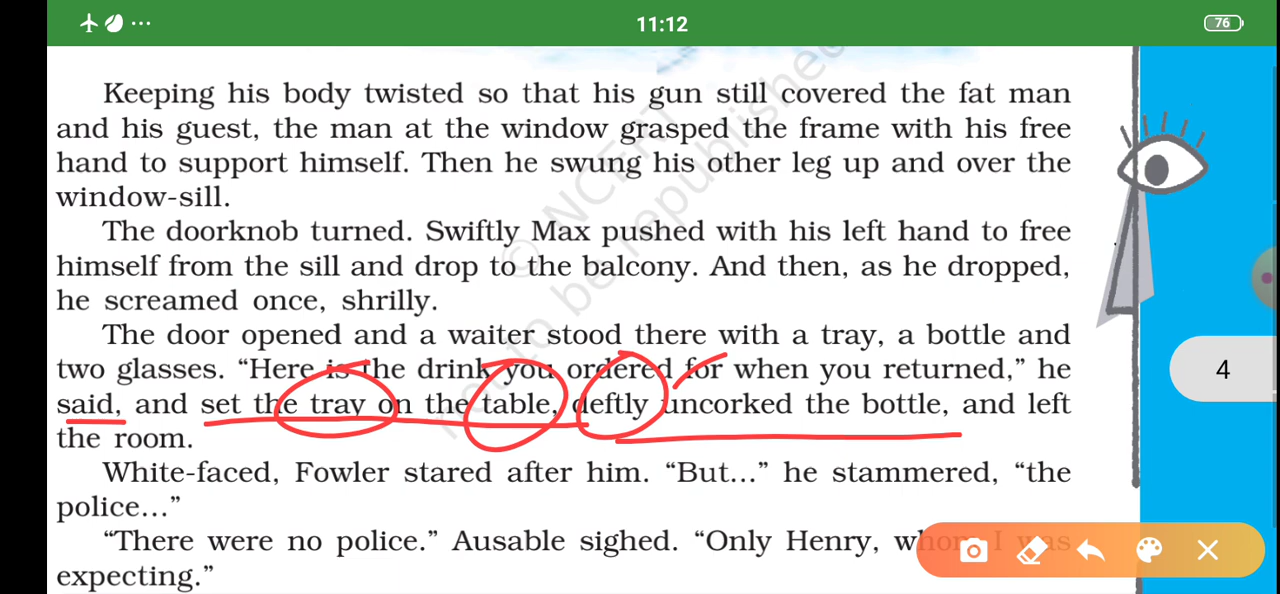 11:12
76
Keeping his body twisted so that his gun still covered the fat man
and his guest, the man at the window grasped the frame with his free
hand to support himself. Then he swung his other leg up and over the
window-sill.
The doorknob turned. Swiftly Max pushed with his left hand to free
himself from the sill and drop to the balcony. And then, as he dropped,
he screamed once, shrilly.
The door opened and a waiter stood there with a tray, a bottle and
two glasses. “Here is the drink you ordered for when you returned,” he
said, and set the tray on the table, deftly uncorked the bottle, and left
the room.
White-faced, Fowler stared after him. “But...” he stammered, “the
police...”
“There were no police.” Ausable sighed. “Only Henry, whom I was
expecting.”
© NCERT
not to be republished
4